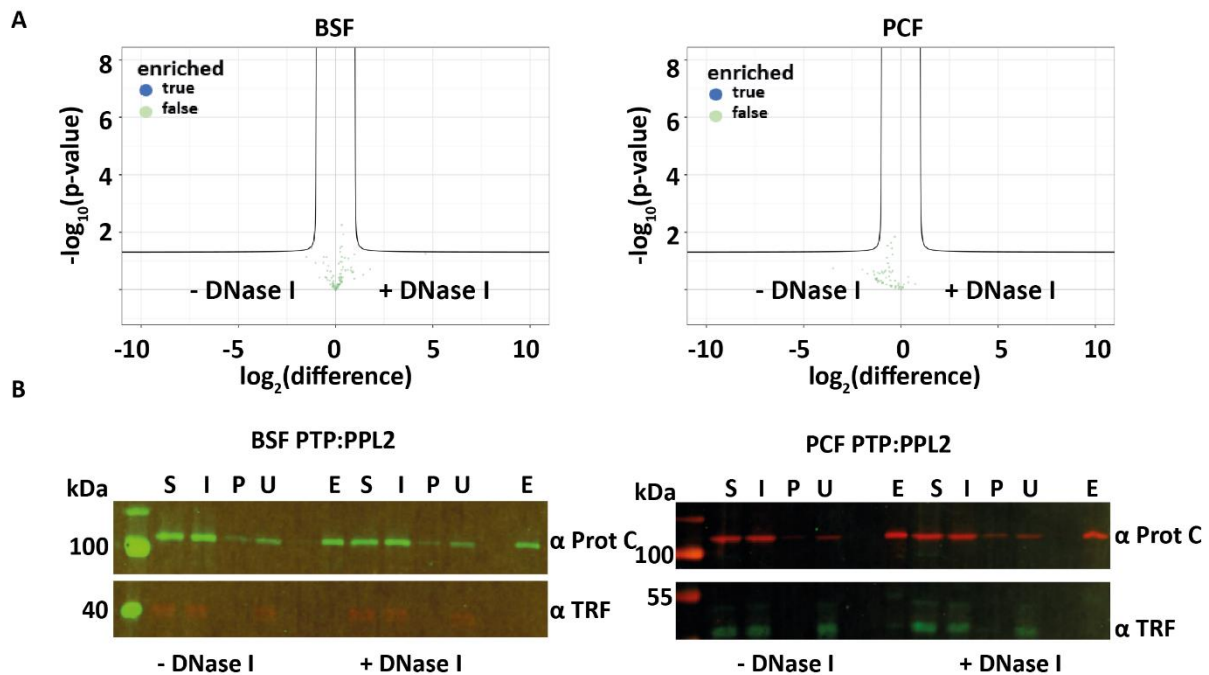 A
BSF
PCF
enriched
true
false
enriched
true
false
8
6
4
2
-log10(p-value)
- DNase I
+ DNase I
-10
-5
0
5
10
log2(difference)
8
6
4
2
-log10(p-value)
- DNase I
+ DNase I
-10
-5
0
5
10
log2(difference)
B
BSF PTP:PPL2
kDa
S I P U E S I P U E
100
α Prot C
40
α TRF
- DNase I
+ DNase I
PCF PTP:PPL2
kDa
S I P U E S I P U E
100
α Prot C
55
α TRF
- DNase I
+ DNase I